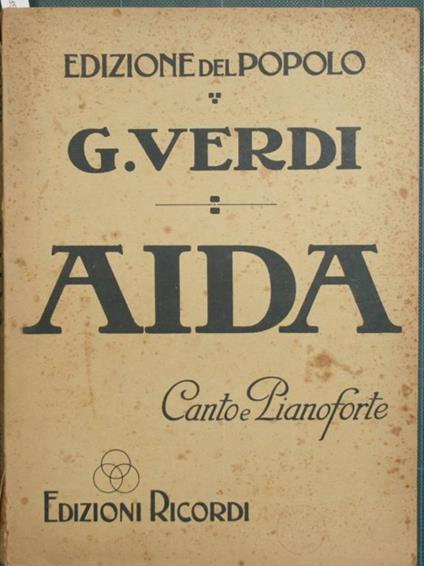 EDIZIONE DEL POPOLO
G. VERDI
AIDA
Canto e Pianoforte
EDIZIONI RICORDI